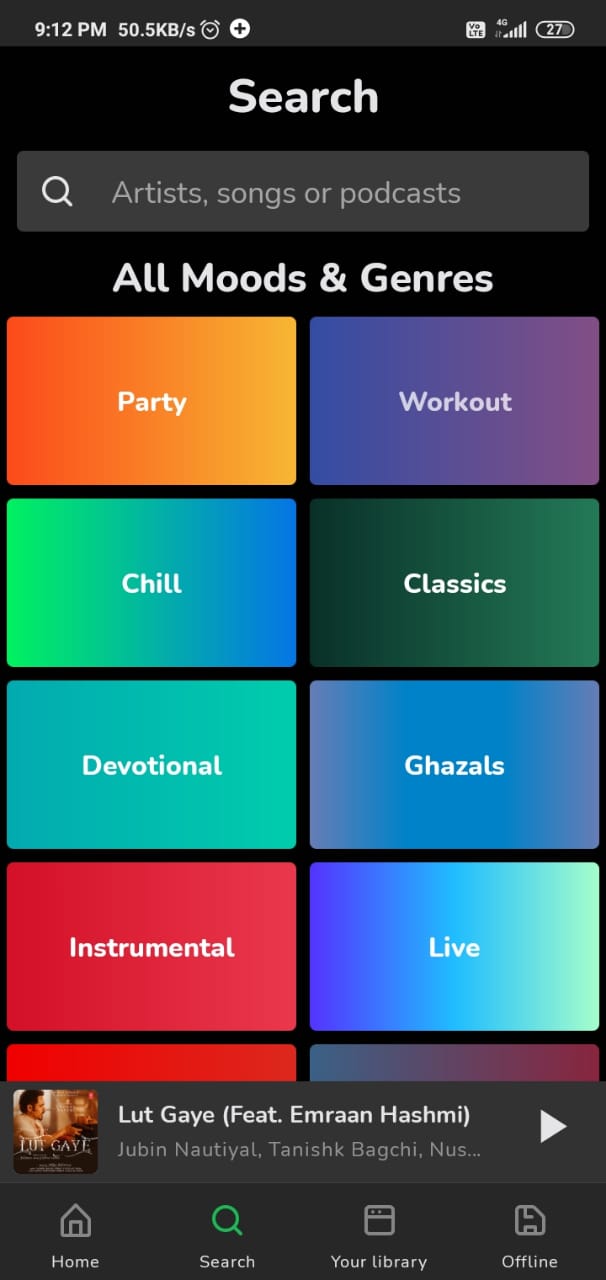 9:12 PM 50.5KB/s
Vo LTE 4G 27
Search
Artists, songs or podcasts
All Moods & Genres
Party
Workout
Chill
Classics
Devotional
Ghazals
Instrumental
Live
LUT GAYE
Lut Gaye (Feat. Emraan Hashmi)
Jubin Nautiyal, Tanishk Bagchi, Nus...
Home
Search
Your library
Offline